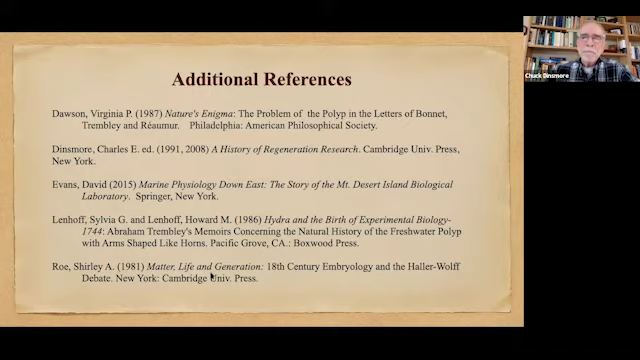 Chuck Dinsmore
Additional References
Dawson, Virginia P. (1987) Nature's Enigma: The Problem of the Polyp in the Letters of Bonnet,
Trembley and Réaumur. Philadelphia: American Philosophical Society.
Dinsmore, Charles E. ed. (1991, 2008) A History of Regeneration Research. Cambridge Univ. Press,
New York.
Evans, David (2015) Marine Physiology Down East: The Story of the Mt. Desert Island Biological
Laboratory. Springer, New York.
Lenhoff, Sylvia G. and Lenhoff, Howard M. (1986) Hydra and the Birth of Experimental Biology-
1744: Abraham Trembley's Memoirs Concerning the Natural History of the Freshwater Polyp
with Arms Shaped Like Horns. Pacific Grove, CA.: Boxwood Press.
Roe, Shirley A. (1981) Matter, Life and Generation: 18th Century Embryology and the Haller-Wolff
Debate. New York: Cambridge Univ. Press.